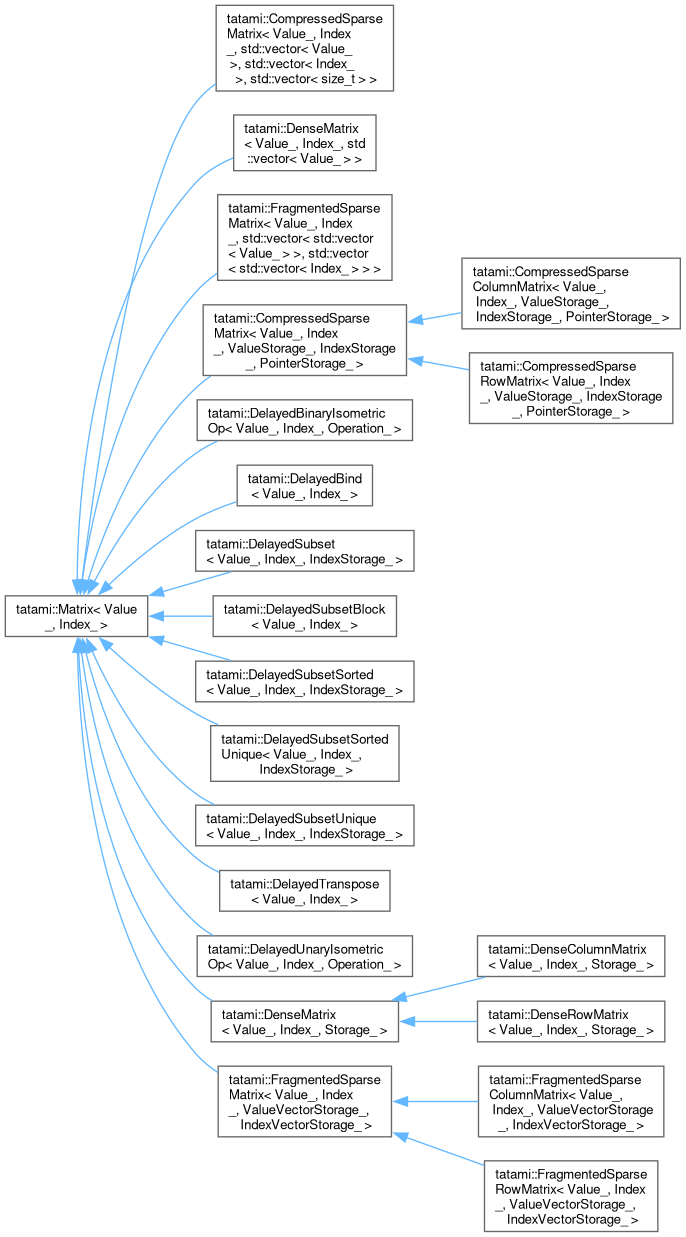 tatami::CompressedSparse
Matrix< Value_, Index
_, std::vector< Value_
>, std::vector< Index_
>, std::vector< size_t > >
tatami::DenseMatrix
< Value_, Index_, std
::vector< Value_ > >
tatami::FragmentedSparse
Matrix< Value_, Index
_, std::vector< std::vector
< Value_ > >, std::vector
< std::vector< Index_ > > >
tatami::CompressedSparse
Matrix< Value_, Index
_, ValueStorage_, IndexStorage
_, PointerStorage_ >
tatami::CompressedSparse
ColumnMatrix< Value_,
Index_, ValueStorage_,
IndexStorage_, PointerStorage_ >
tatami::CompressedSparse
RowMatrix< Value_, Index
_, ValueStorage_, IndexStorage
_, PointerStorage_ >
tatami::DelayedBinaryIsometric
Op< Value_, Index_, Operation_ >
tatami::DelayedBind
< Value_, Index_ >
tatami::DelayedSubset
< Value_, Index_, IndexStorage_ >
tatami::Matrix< Value
_, Index_ >
tatami::DelayedSubsetBlock
< Value_, Index_ >
tatami::DelayedSubsetSorted
< Value_, Index_, IndexStorage_ >
tatami::DelayedSubsetSorted
Unique< Value_, Index_,
IndexStorage_ >
tatami::DelayedSubsetUnique
< Value_, Index_, IndexStorage_ >
tatami::DelayedTranspose
< Value_, Index_ >
tatami::DelayedUnaryIsometric
Op< Value_, Index_, Operation_ >
tatami::DenseMatrix
< Value_, Index_, Storage_ >
tatami::DenseColumnMatrix
< Value_, Index_, Storage_ >
tatami::DenseRowMatrix
< Value_, Index_, Storage_ >
tatami::FragmentedSparse
Matrix< Value_, Index
_, ValueVectorStorage_,
IndexVectorStorage_ >
tatami::FragmentedSparse
ColumnMatrix< Value_,
Index_, ValueVectorStorage
_, IndexVectorStorage_ >
tatami::FragmentedSparse
RowMatrix< Value_, Index
_, ValueVectorStorage_,
IndexVectorStorage_ >